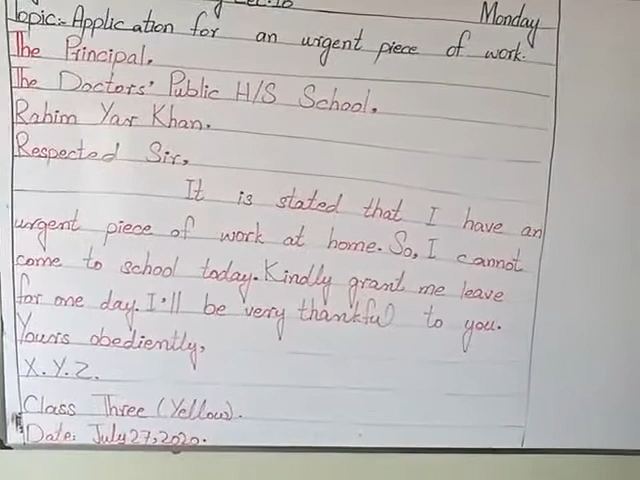 Monday
Topic:- Application for an urgent piece of work.
The Principal,
The Doctors' Public H/S School,
Rahim Yar Khan.
Respected Sir,
It is stated that I have an
urgent piece of work at home. So, I cannot
come to school today. Kindly grant me leave
for one day. I'll be very thankful to you.
Yours obediently,
X.Y.Z.
Class Three (Yellow).
Date: July 27, 2020.